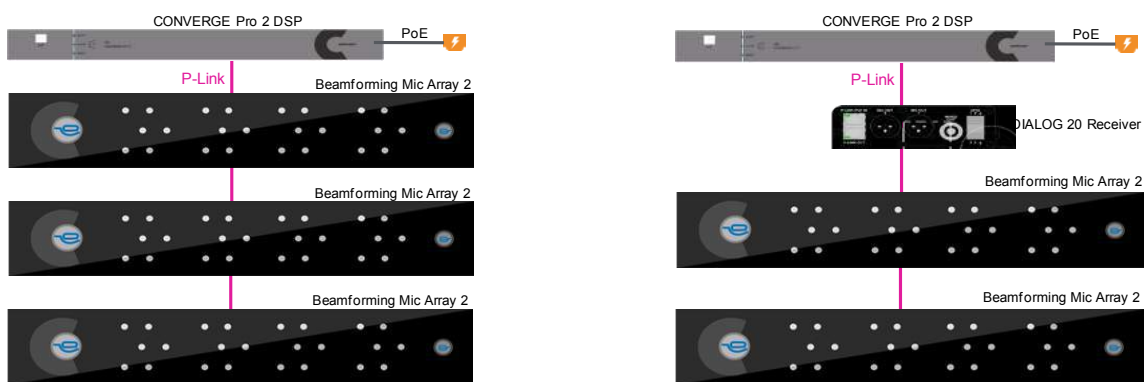 CONVERGE Pro 2 DSP
PoE
P-Link
Beamforming Mic Array 2
Beamforming Mic Array 2
Beamforming Mic Array 2
CONVERGE Pro 2 DSP
PoE
P-Link
DIALOG 20 Receiver
Beamforming Mic Array 2
Beamforming Mic Array 2